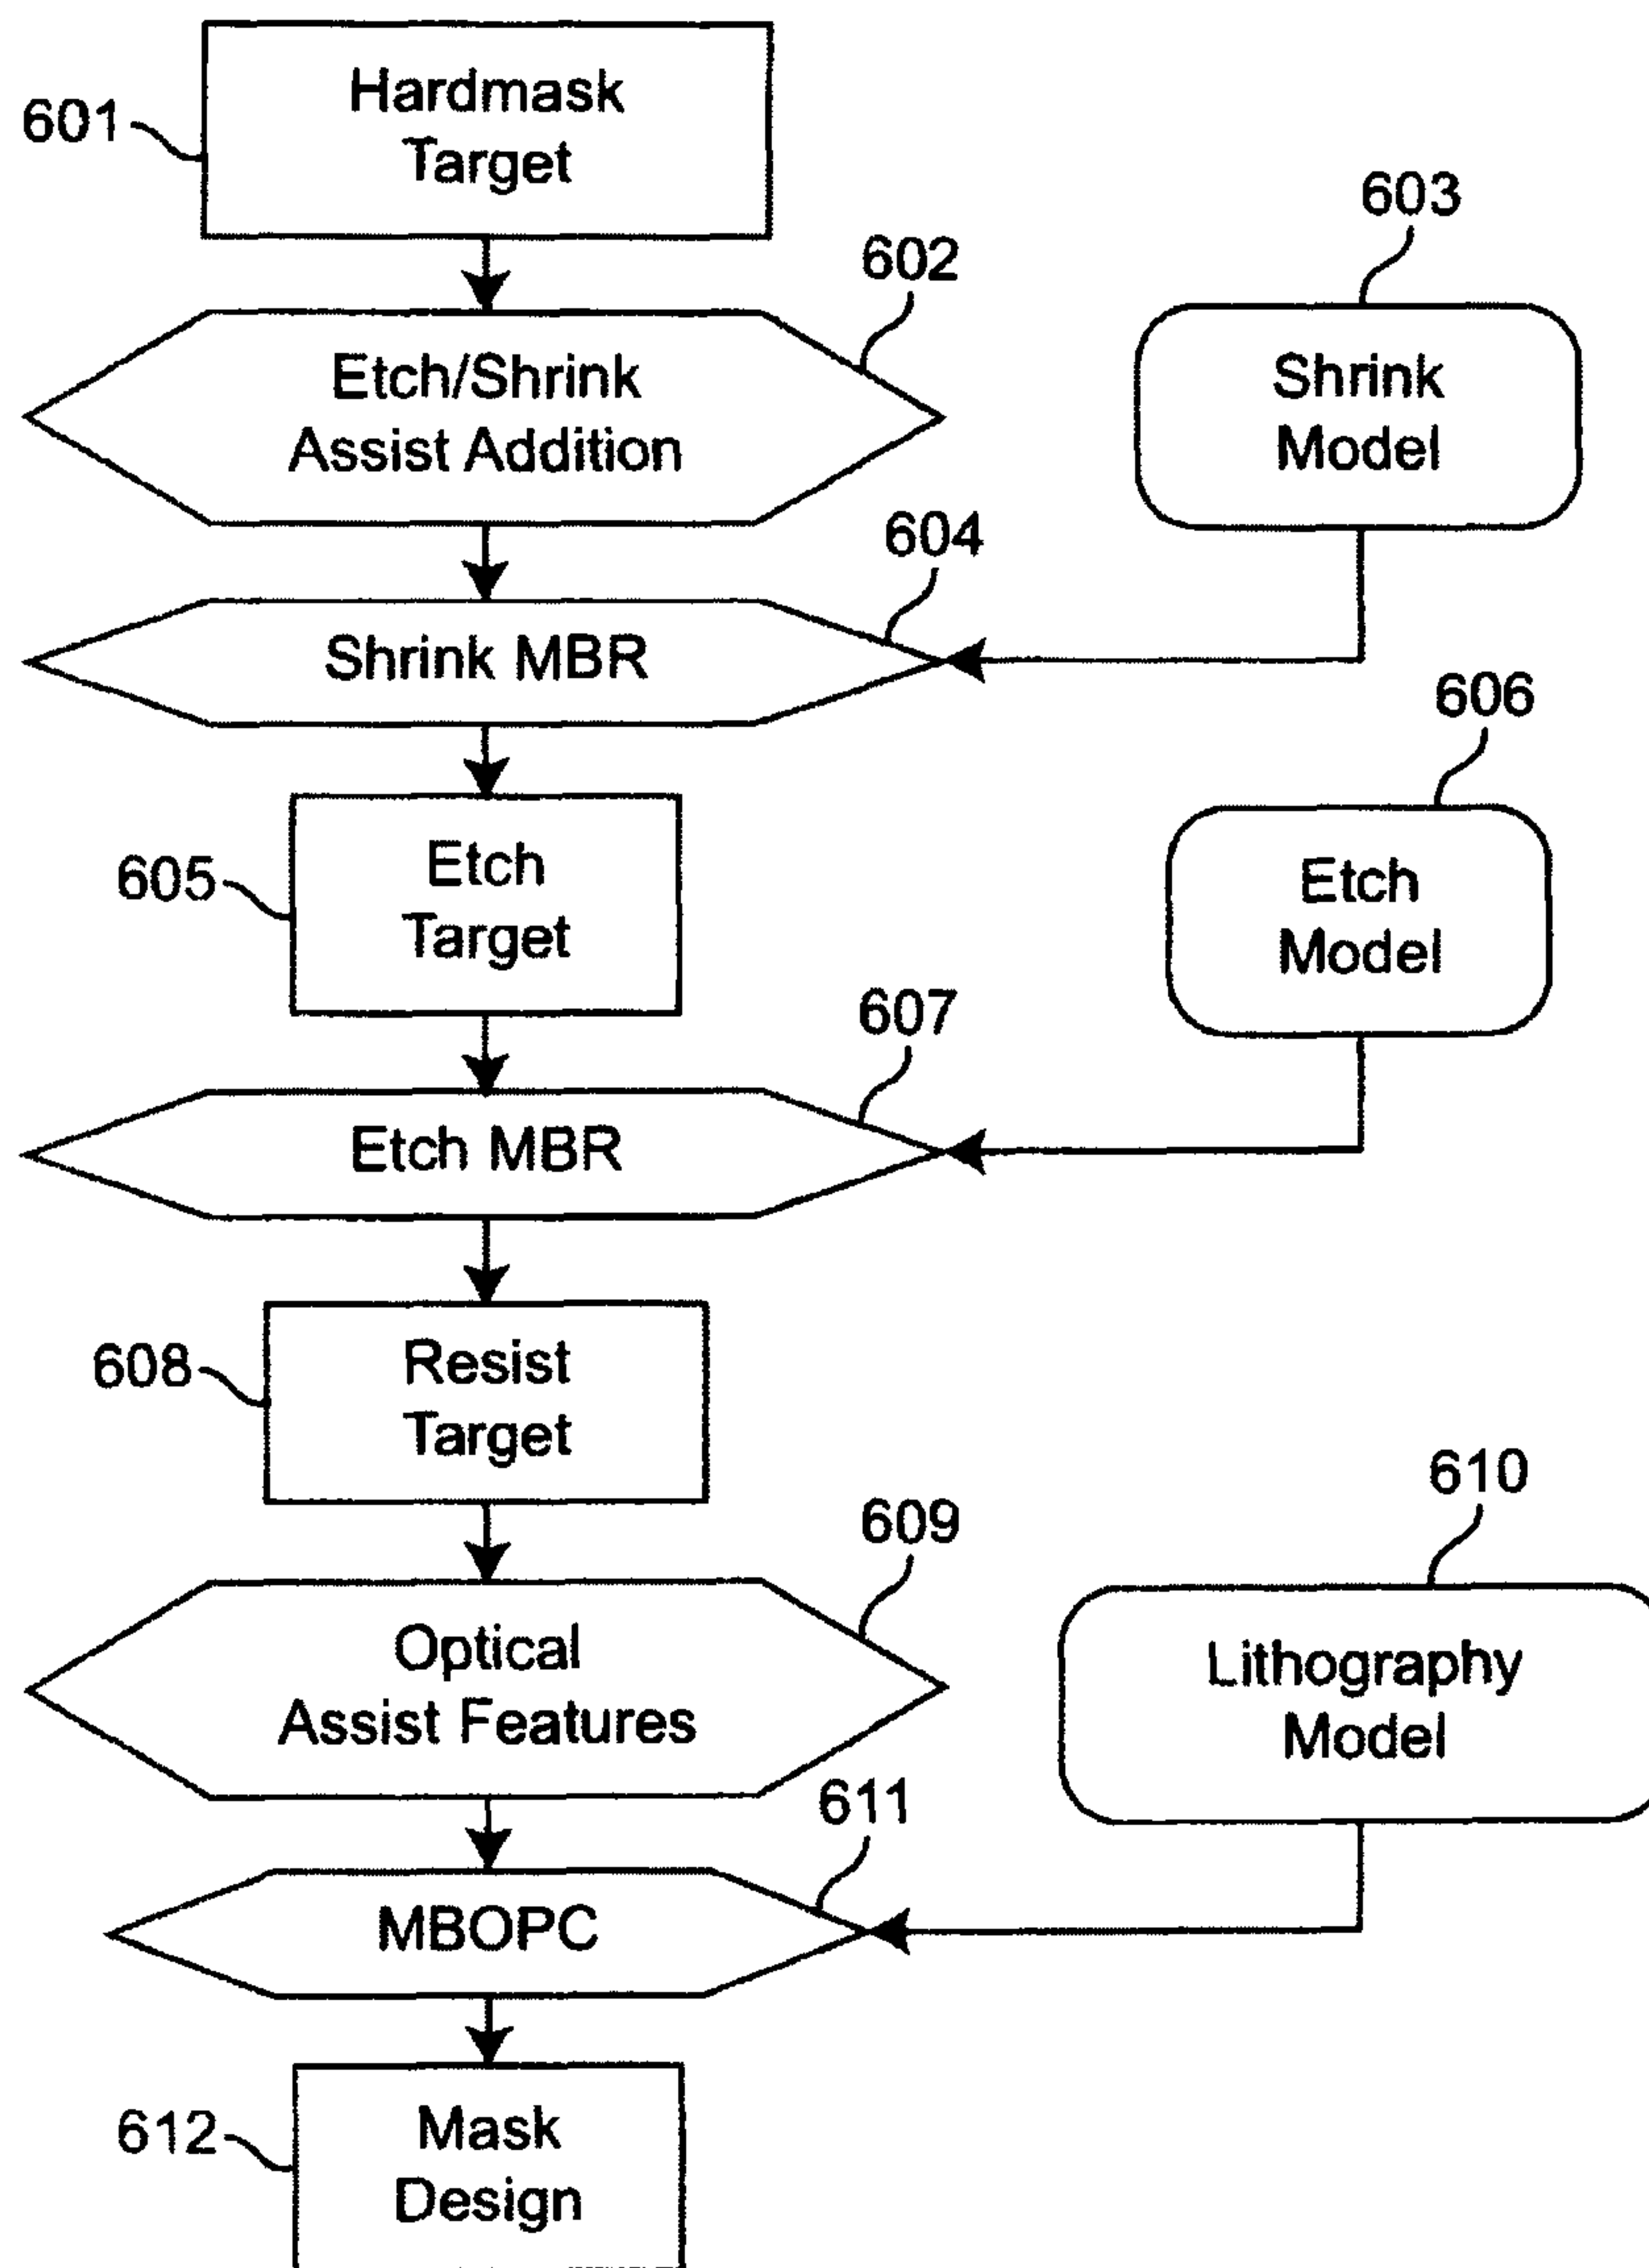 601
Hardmask
Target
602
603
Etch/Shrink
Assist Addition
Shrink
Model
604
Shrink MBR
605
Etch
Target
606
Etch
Model
607
Etch MBR
608
Resist
Target
609
Optical
Assist Features
610
Lithography
Model
611
MBOPC
612
Mask
Design